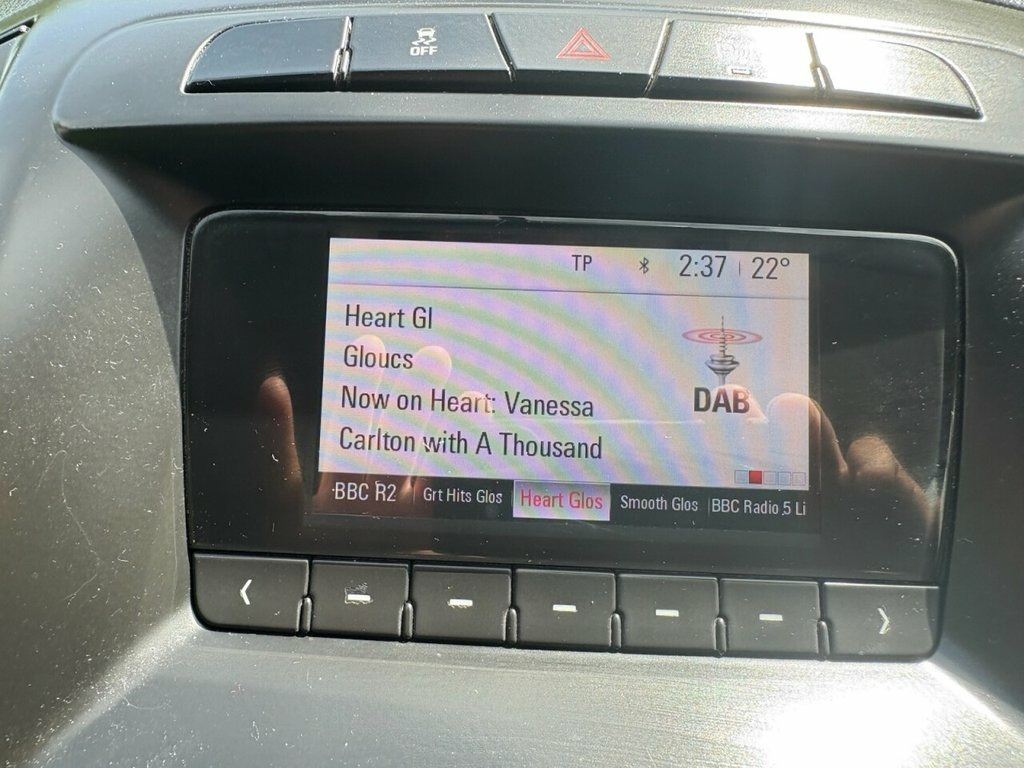 OFF
TP 2:37 22°
Heart Gl
Gloucs
Now on Heart: Vanessa
Carlton with A Thousand
DAB
BBC R2 Grt Hits Glos Heart Glos Smooth Glos BBC Radio 5 Li